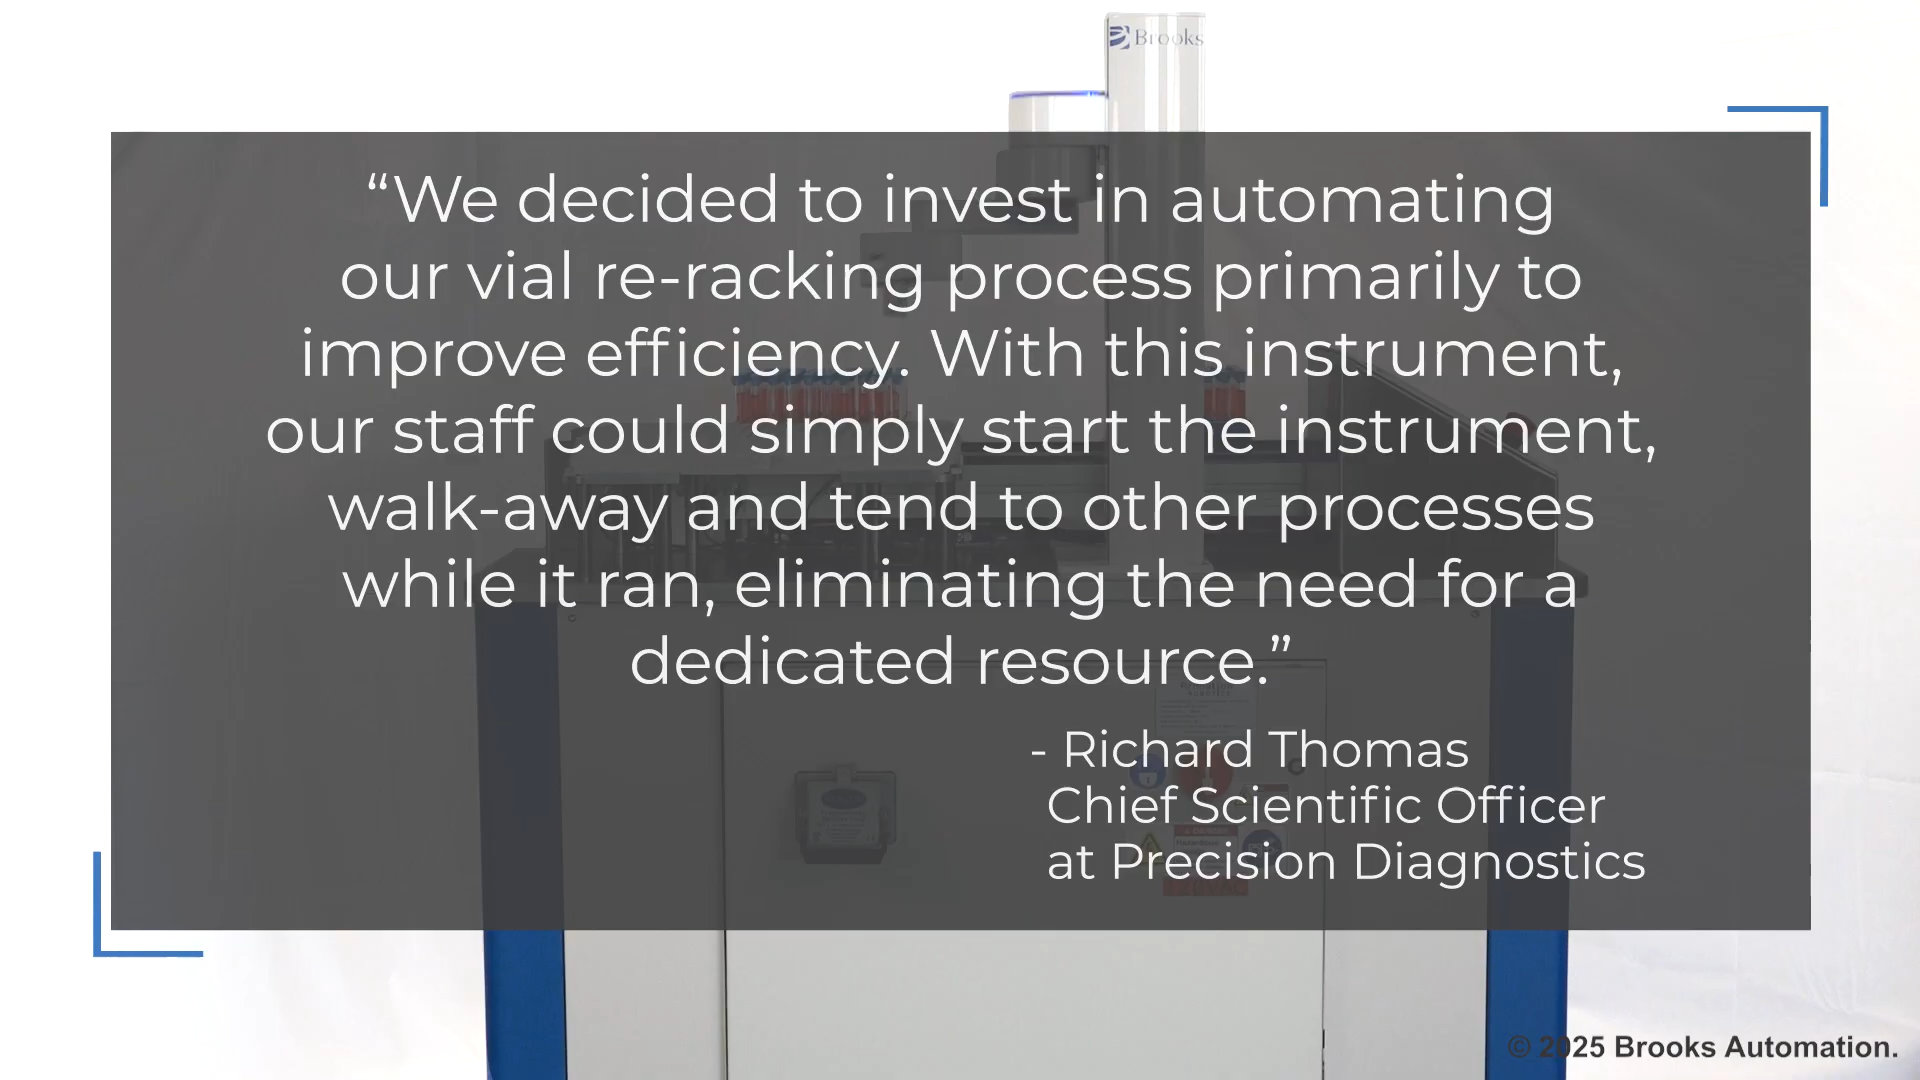 Brooks
“We decided to invest in automating
our vial re-racking process primarily to
improve efficiency. With this instrument,
our staff could simply start the instrument,
walk-away and tend to other processes
while it ran, eliminating the need for a
dedicated resource.”
- Richard Thomas
Chief Scientific Officer
at Precision Diagnostics
DANGER
120VAC
© 2025 Brooks Automation.